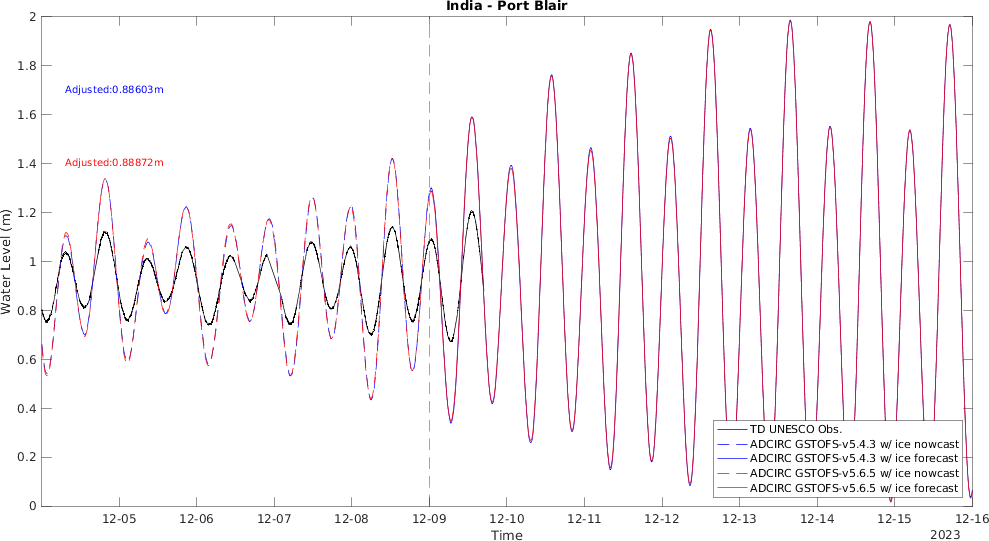 India - Port Blair
Water Level (m)
2
1.8
1.6
1.4
1.2
1
0.8
0.6
0.4
0.2
0
Adjusted:0.88603m
Adjusted:0.88872m
TD UNESCO Obs.
ADCIRC GSTOFS-v5.4.3 w/ ice nowcast
ADCIRC GSTOFS-v5.4.3 w/ ice forecast
ADCIRC GSTOFS-v5.6.5 w/ ice nowcast
ADCIRC GSTOFS-v5.6.5 w/ ice forecast
12-05 12-06 12-07 12-08 12-09 12-10 12-11 12-12 12-13 12-14 12-15 12-16
Time
2023